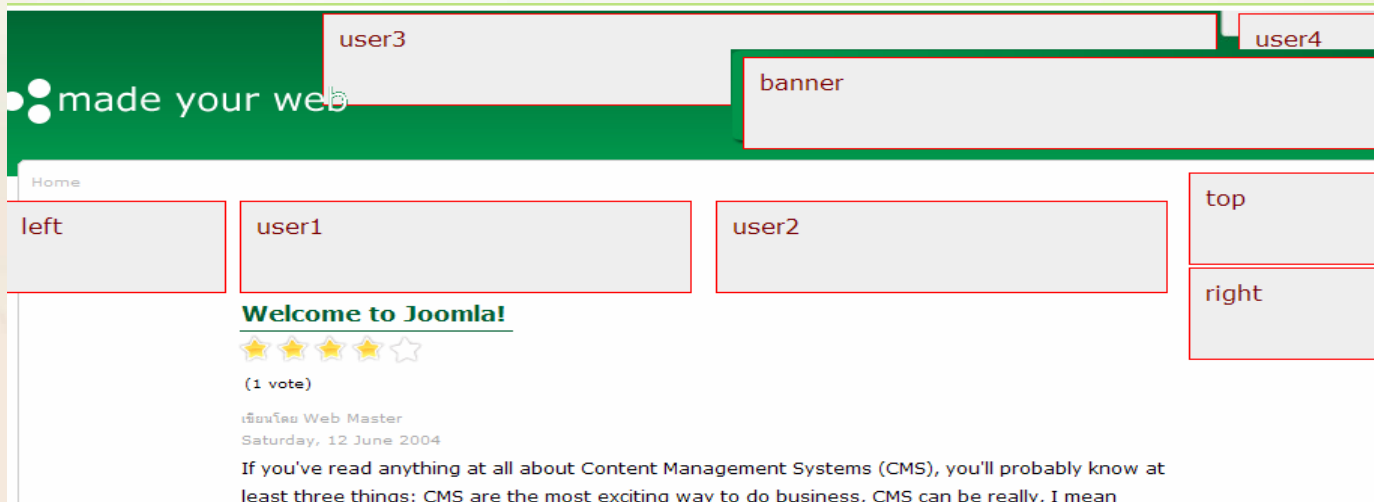 user3
user4
banner
made your web
Home
top
left
user1
user2
right
Welcome to Joomla!
(1 vote)
เขียนโดย Web Master
Saturday, 12 June 2004
If you've read anything at all about Content Management Systems (CMS), you'll probably know at
least three things: CMS are the most exciting way to do business, CMS can be really, I mean